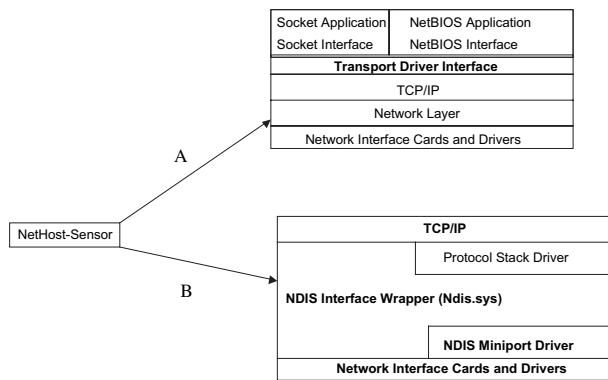 Socket Application NetBIOS Application
Socket Interface NetBIOS Interface
Transport Driver Interface
TCP/IP
Network Layer
Network Interface Cards and Drivers
A
NetHost-Sensor
B
TCP/IP
Protocol Stack Driver
NDIS Interface Wrapper (Ndis.sys)
NDIS Miniport Driver
Network Interface Cards and Drivers